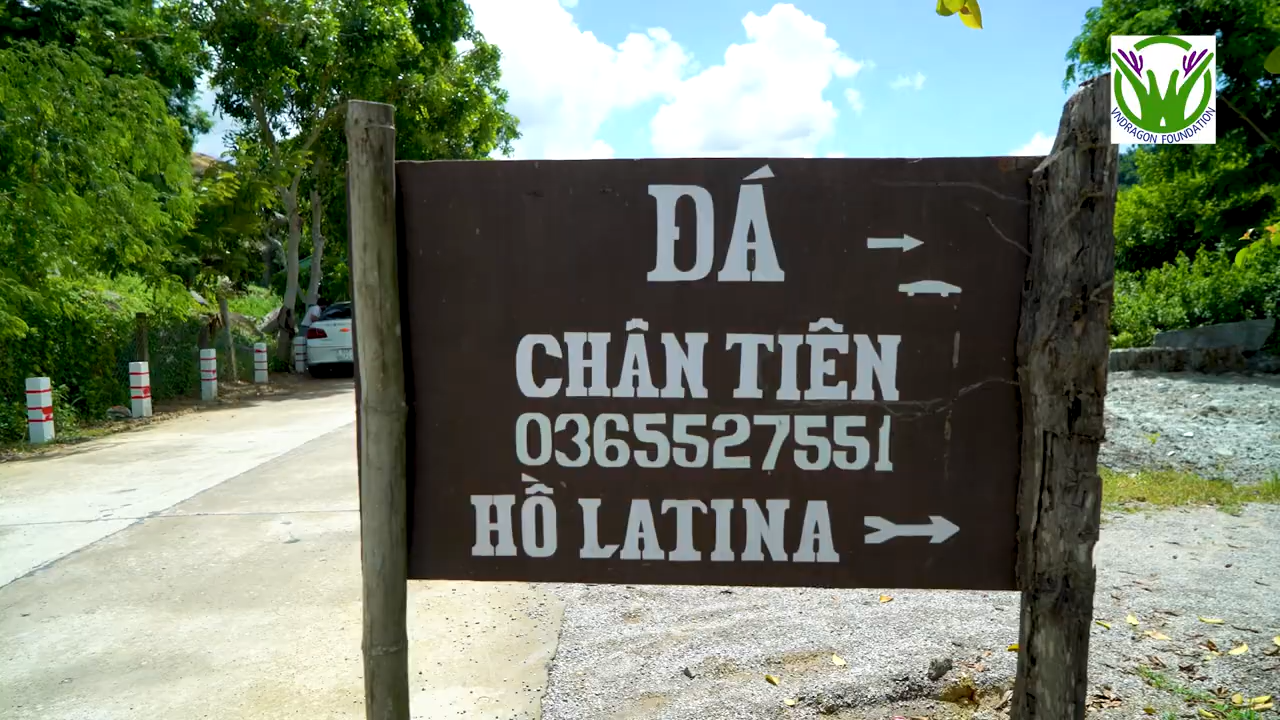 ĐÁ
CHÂN TIÊN
0365527551
HỒ LATINA
VNDRAGON FOUNDATION